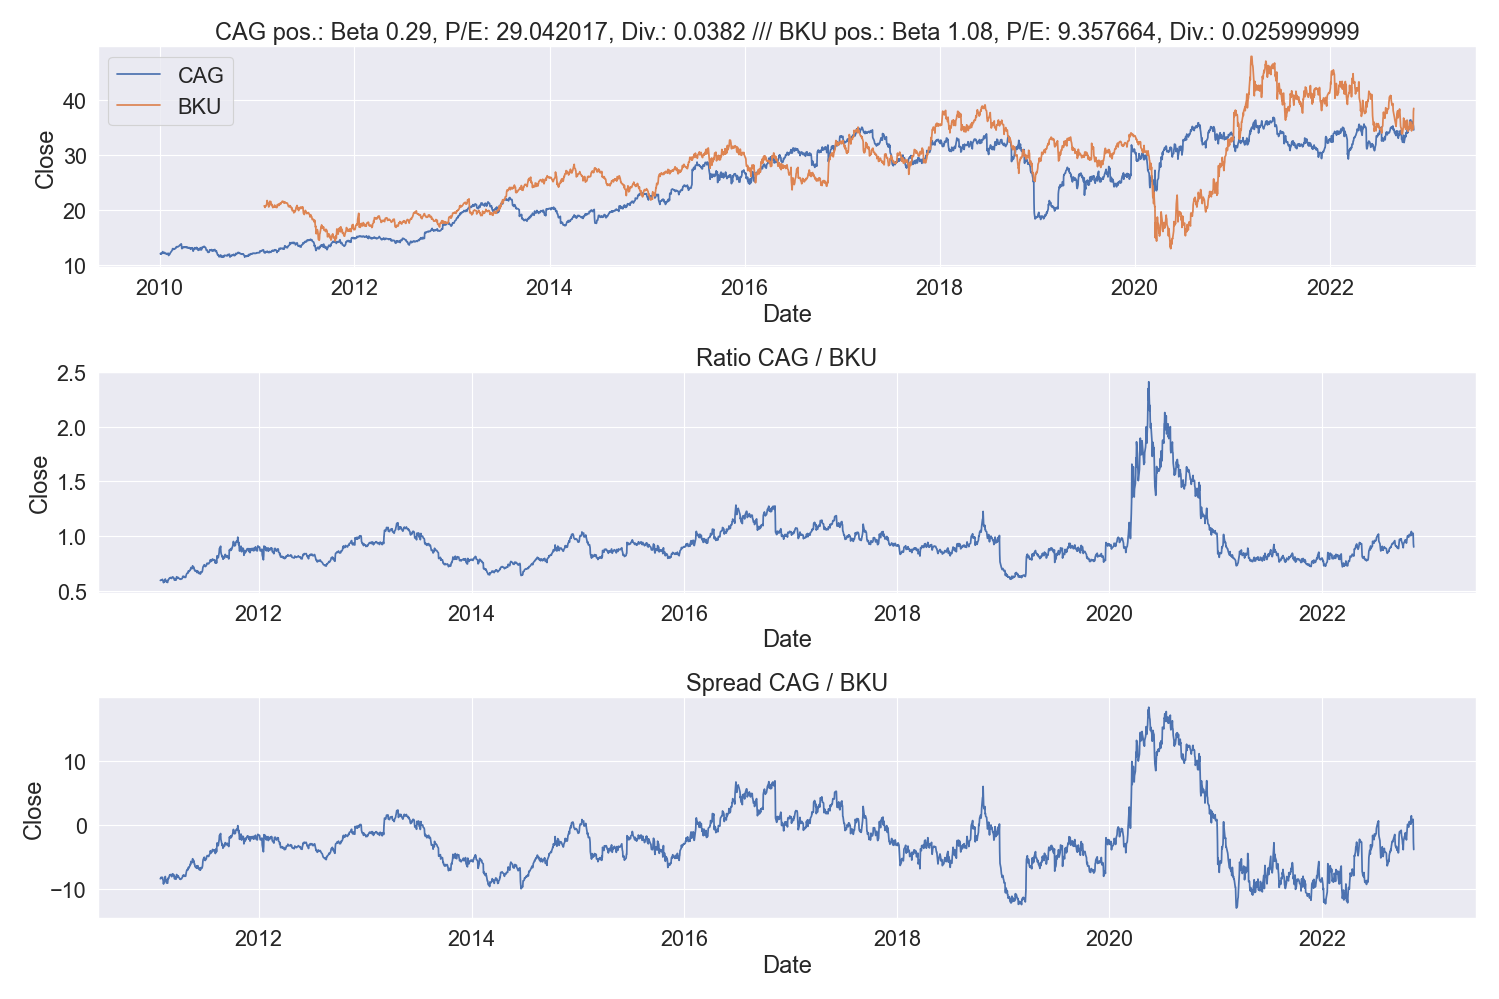 CAG pos.: Beta 0.29, P/E: 29.042017, Div.: 0.0382 /// BKU pos.: Beta 1.08, P/E: 9.357664, Div.: 0.025999999
CAG
BKU
Close
40
30
20
10
2010 2012 2014 2016 2018 2020 2022
Date
Ratio CAG / BKU
Close
2.5
2.0
1.5
1.0
0.5
2012 2014 2016 2018 2020 2022
Date
Spread CAG / BKU
Close
10
0
−10
2012 2014 2016 2018 2020 2022
Date